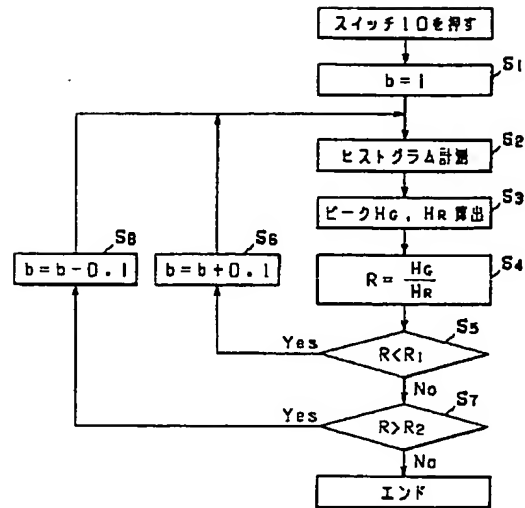 スイッチ10を押す
S1
b=1
S2
ヒストグラム計測
S3
ピークHG,HR算出
S8
b=b-0.1
S6
b=b+0.1
S4
R=HG/HR
S5
Yes
R<R1
No
S7
Yes
R>R2
No
エンド